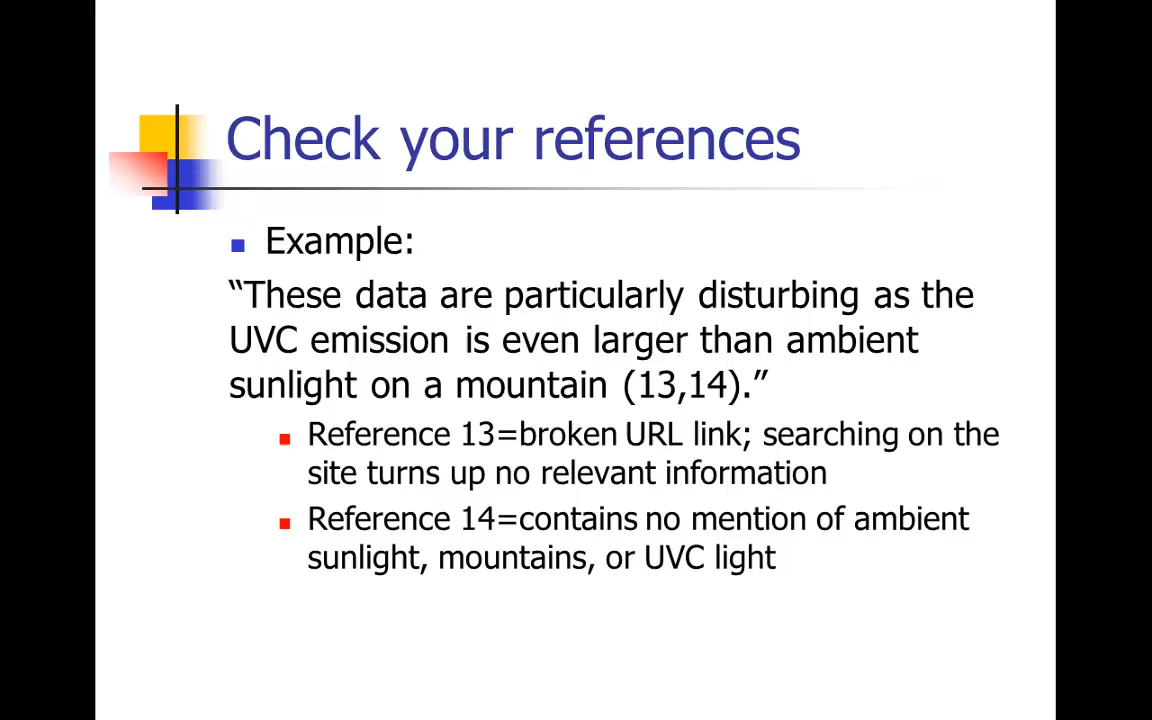 Check your references
Example:
“These data are particularly disturbing as the
UVC emission is even larger than ambient
sunlight on a mountain (13,14).”
Reference 13=broken URL link; searching on the
site turns up no relevant information
Reference 14=contains no mention of ambient
sunlight, mountains, or UVC light